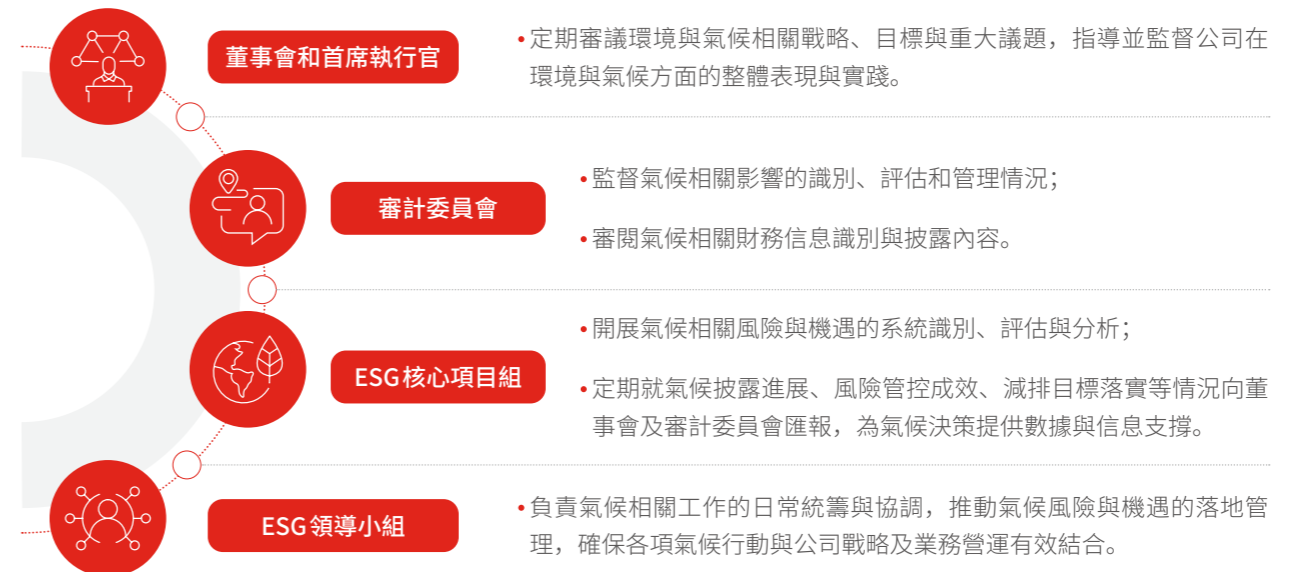 董事會和首席執行官
•定期審議環境與氣候相關戰略、目標與重大議題，指導並監督公司在
環境與氣候方面的整體表現與實踐。
審計委員會
•監督氣候相關影響的識別、評估和管理情況；
•審閱氣候相關財務信息識別與披露內容。
ESG核心項目組
•開展氣候相關風險與機遇的系統識別、評估與分析；
•定期就氣候披露進展、風險管控成效、減排目標落實等情況向董
事會及審計委員會匯報，為氣候決策提供數據與信息支撐。
ESG領導小組
•負責氣候相關工作的日常統籌與協調，推動氣候風險與機遇的落地管
理，確保各項氣候行動與公司戰略及業務營運有效結合。